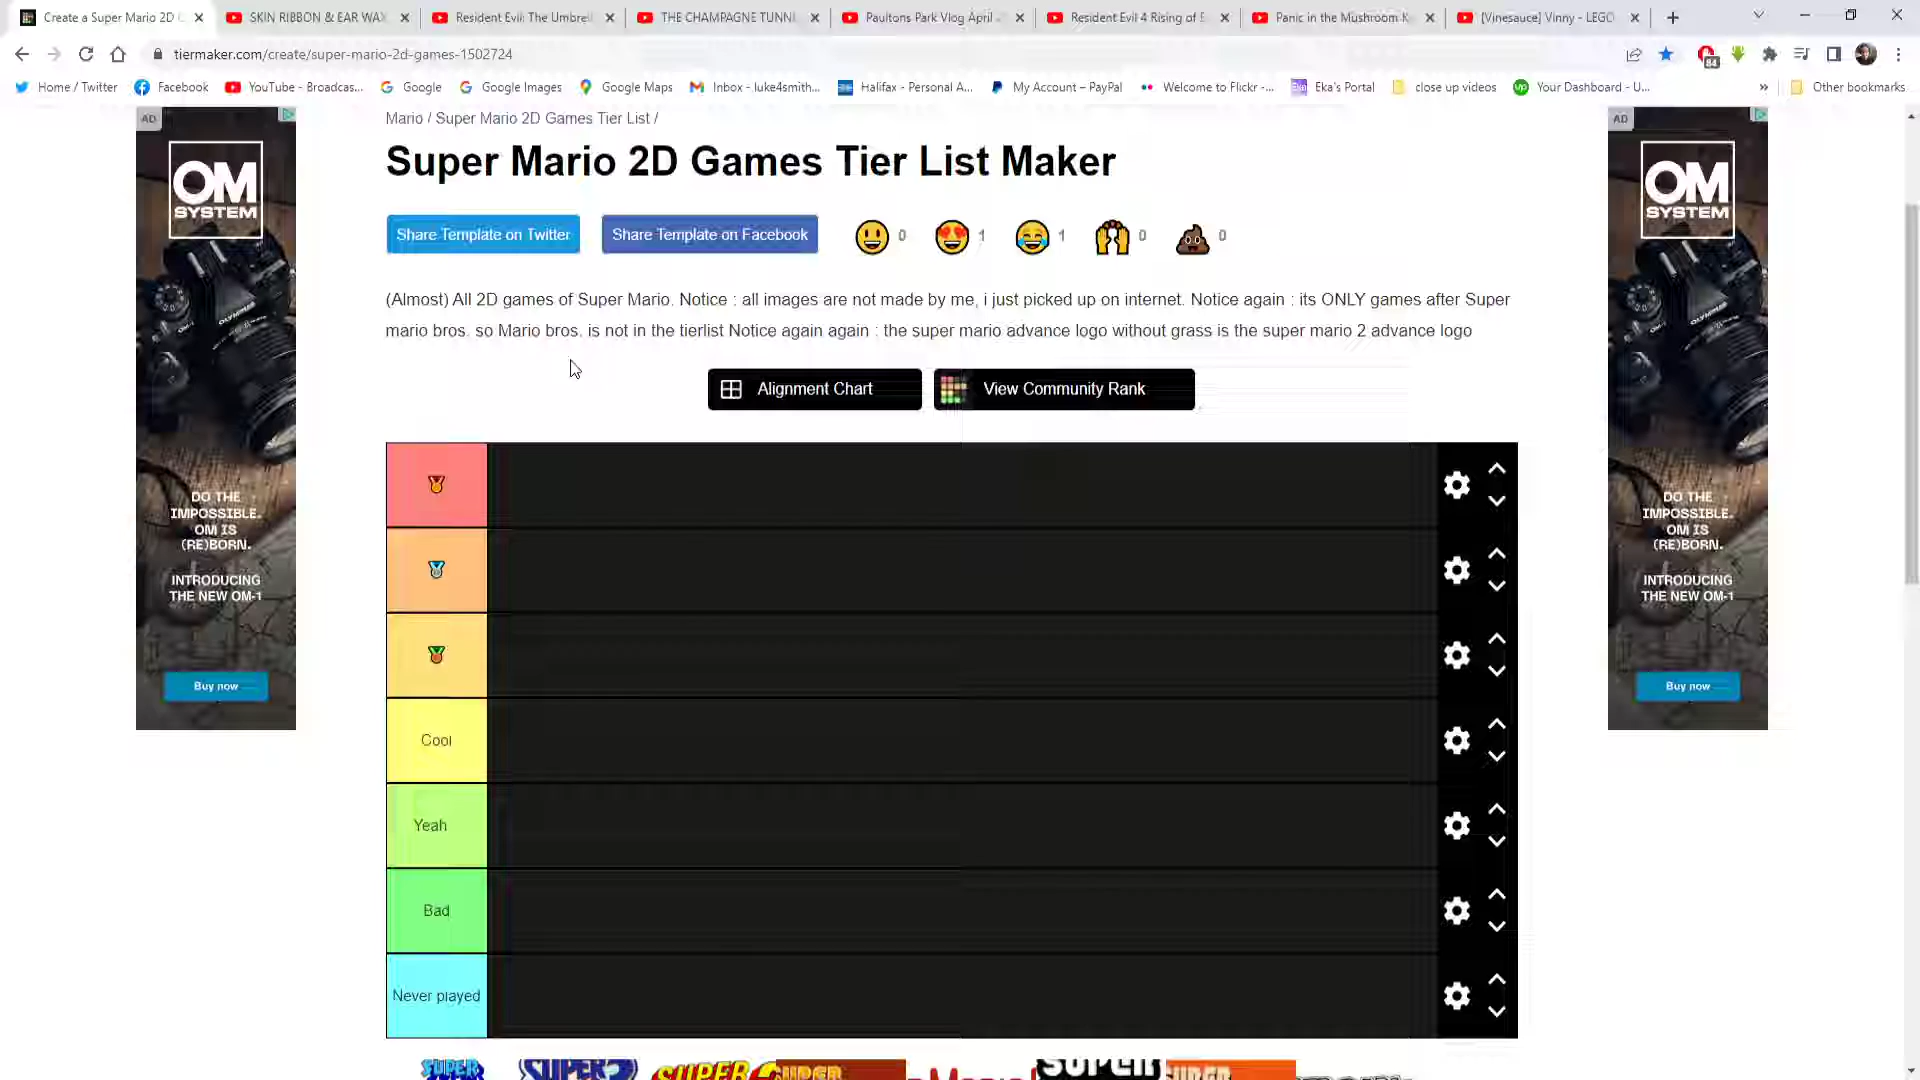 Create a Super Mario 2D G
SKIN RIBBON & EAR WAX
Resident Evil: The Umbrel
THE CHAMPAGNE TUNN
Paultons Park Vlog April
Resident Evil 4 Rising of E
Panic in the Mushroom K
[Vinesauce] Vinny - LEGO
tiermaker.com/create/super-mario-2d-games-1502724
84
Home / Twitter
Facebook
YouTube - Broadcas...
Google
Google Images
Google Maps
Inbox - luke4smith...
Halifax - Personal A...
My Account – PayPal
Welcome to Flickr -...
Eka's Portal
close up videos
Your Dashboard - U...
Other bookmarks
Mario / Super Mario 2D Games Tier List /
Super Mario 2D Games Tier List Maker
Share Template on Twitter
Share Template on Facebook
0
1
1
0
0
(Almost) All 2D games of Super Mario. Notice : all images are not made by me, i just picked up on internet. Notice again : its ONLY games after Super
mario bros. so Mario bros. is not in the tierlist Notice again again : the super mario advance logo without grass is the super mario 2 advance logo
Alignment Chart
View Community Rank
Cool
Yeah
Bad
Never played
AD
OM
SYSTEM
DO THE
IMPOSSIBLE.
OM IS
(RE)BORN.
INTRODUCING
THE NEW OM-1
Buy now
AD
OM
SYSTEM
DO THE
IMPOSSIBLE.
OM IS
(RE)BORN.
INTRODUCING
THE NEW OM-1
Buy now
SUPER
SUPER
SUPER
SUPER
SUPER
SUPER